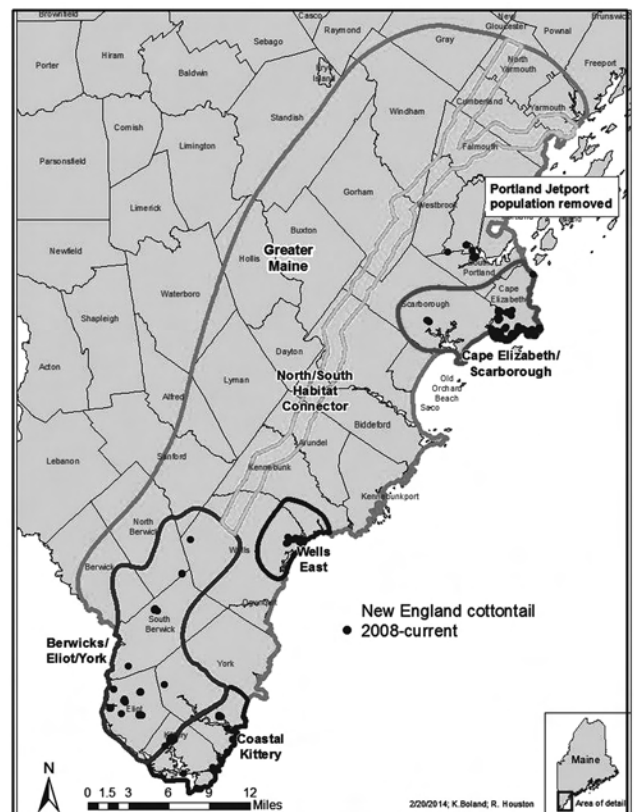 Brownfield
Casco
Raymond
New
Gloucester
Pownal
Brunswick
Hiram
Sebago
Gray
North
Yarmouth
Freeport
Porter
Baldwin
Frye
Island
Standish
Windham
Cumberland
Yarmouth
Cornish
Limington
Falmouth
Parsonsfield
Gorham
Westbrook
Portland Jetport
population removed
Limerick
Buxton
Greater
Maine
Hollis
South
Portland
Newfield
Waterboro
Scarborough
Cape
Elizabeth
Shapleigh
Dayton
Cape Elizabeth/
Scarborough
Acton
Lyman
North/South
Habitat
Connector
Old
Orchard
Beach
Saco
Alfred
Biddeford
Arundel
Lebanon
Sanford
Kennebunk
Kennebunkport
North
Berwick
Wells
Wells
East
Berwick
Ogunquit
New England cottontail
2008-current
South
Berwick
Berwicks/
Eliot/York
York
Eliot
Kittery
Coastal
Kittery
N
0 1.5 3 6 9 12
Miles
2/20/2014; K.Boland; R. Houston
Maine
Area of detail